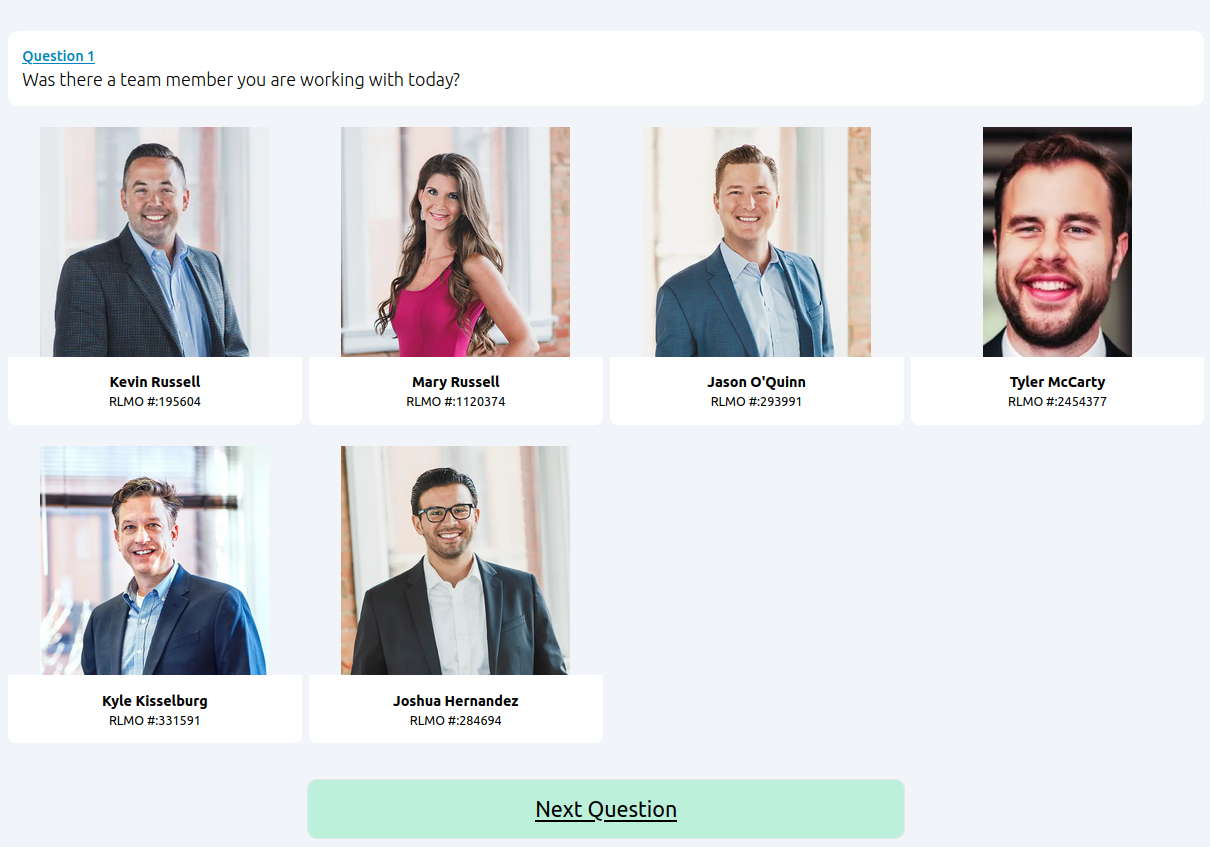 Question 1
Was there a team member you are working with today?
Kevin Russell
RLMO #:195604
Mary Russell
RLMO #:1120374
Jason O'Quinn
RLMO #:293991
Tyler McCarty
RLMO #:2454377
Kyle Kisselburg
RLMO #:331591
Joshua Hernandez
RLMO #:284694
Next Question